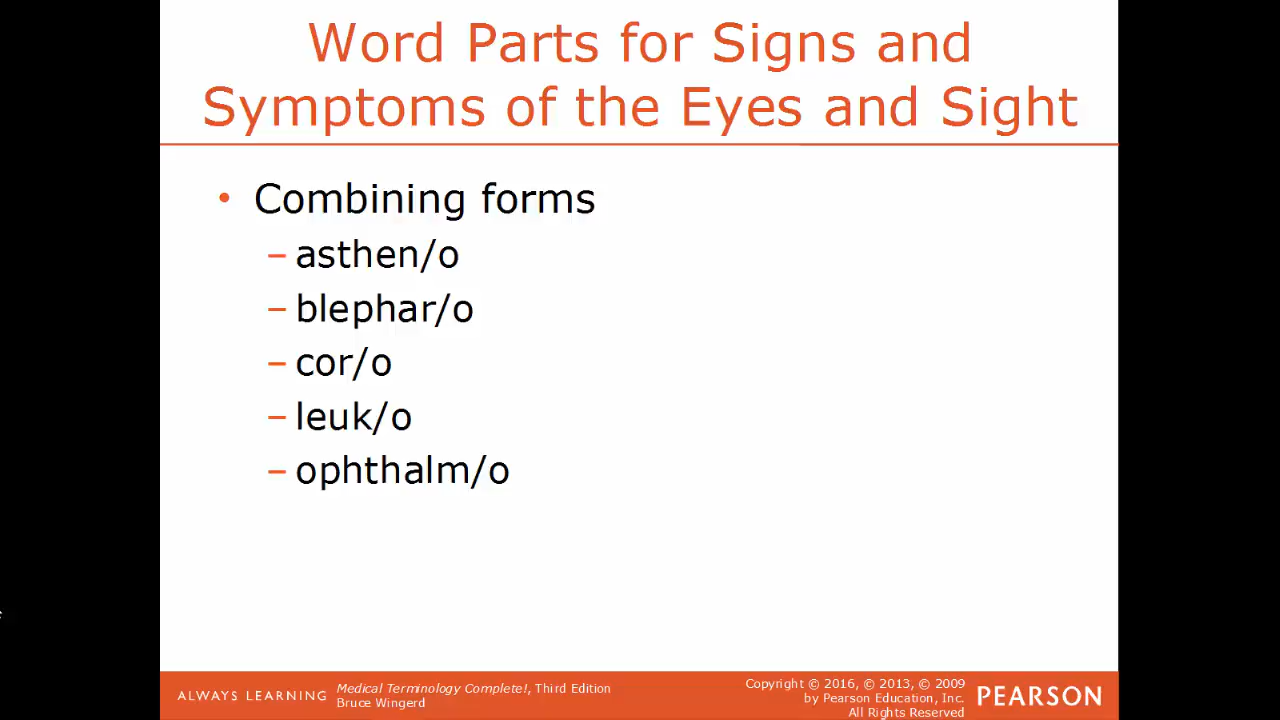 Word Parts for Signs and
Symptoms of the Eyes and Sight
• Combining forms
– asthen/o
– blephar/o
– cor/o
– leuk/o
– ophthalm/o
ALWAYS LEARNING
Medical Terminology Complete!, Third Edition
Bruce Wingerd
Copyright © 2016, © 2013, © 2009
by Pearson Education, Inc.
All Rights Reserved
PEARSON